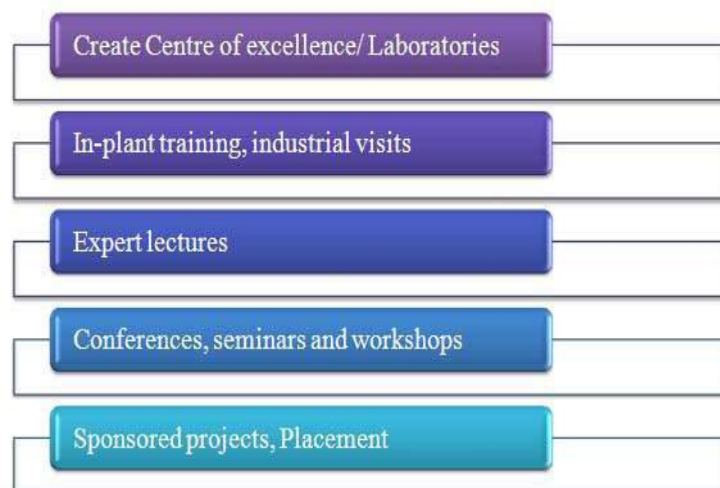 Create Centre of excellence/ Laboratories
In-plant training, industrial visits
Expert lectures
Conferences, seminars and workshops
Sponsored projects, Placement